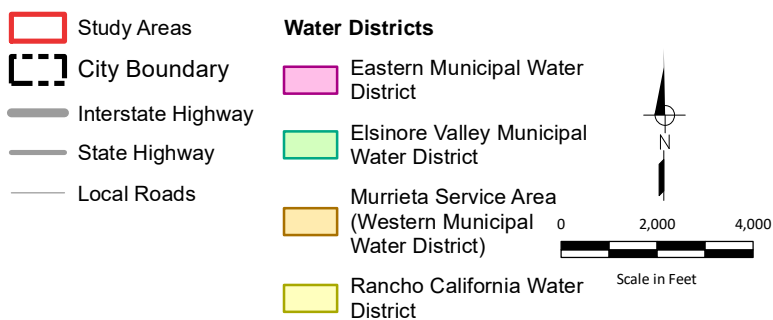 Study Areas
City Boundary
Interstate Highway
State Highway
Local Roads
Water Districts
Eastern Municipal Water
District
Elsinore Valley Municipal
Water District
Murrieta Service Area
(Western Municipal
Water District)
Rancho California Water
District
N
0 2,000 4,000
Scale in Feet